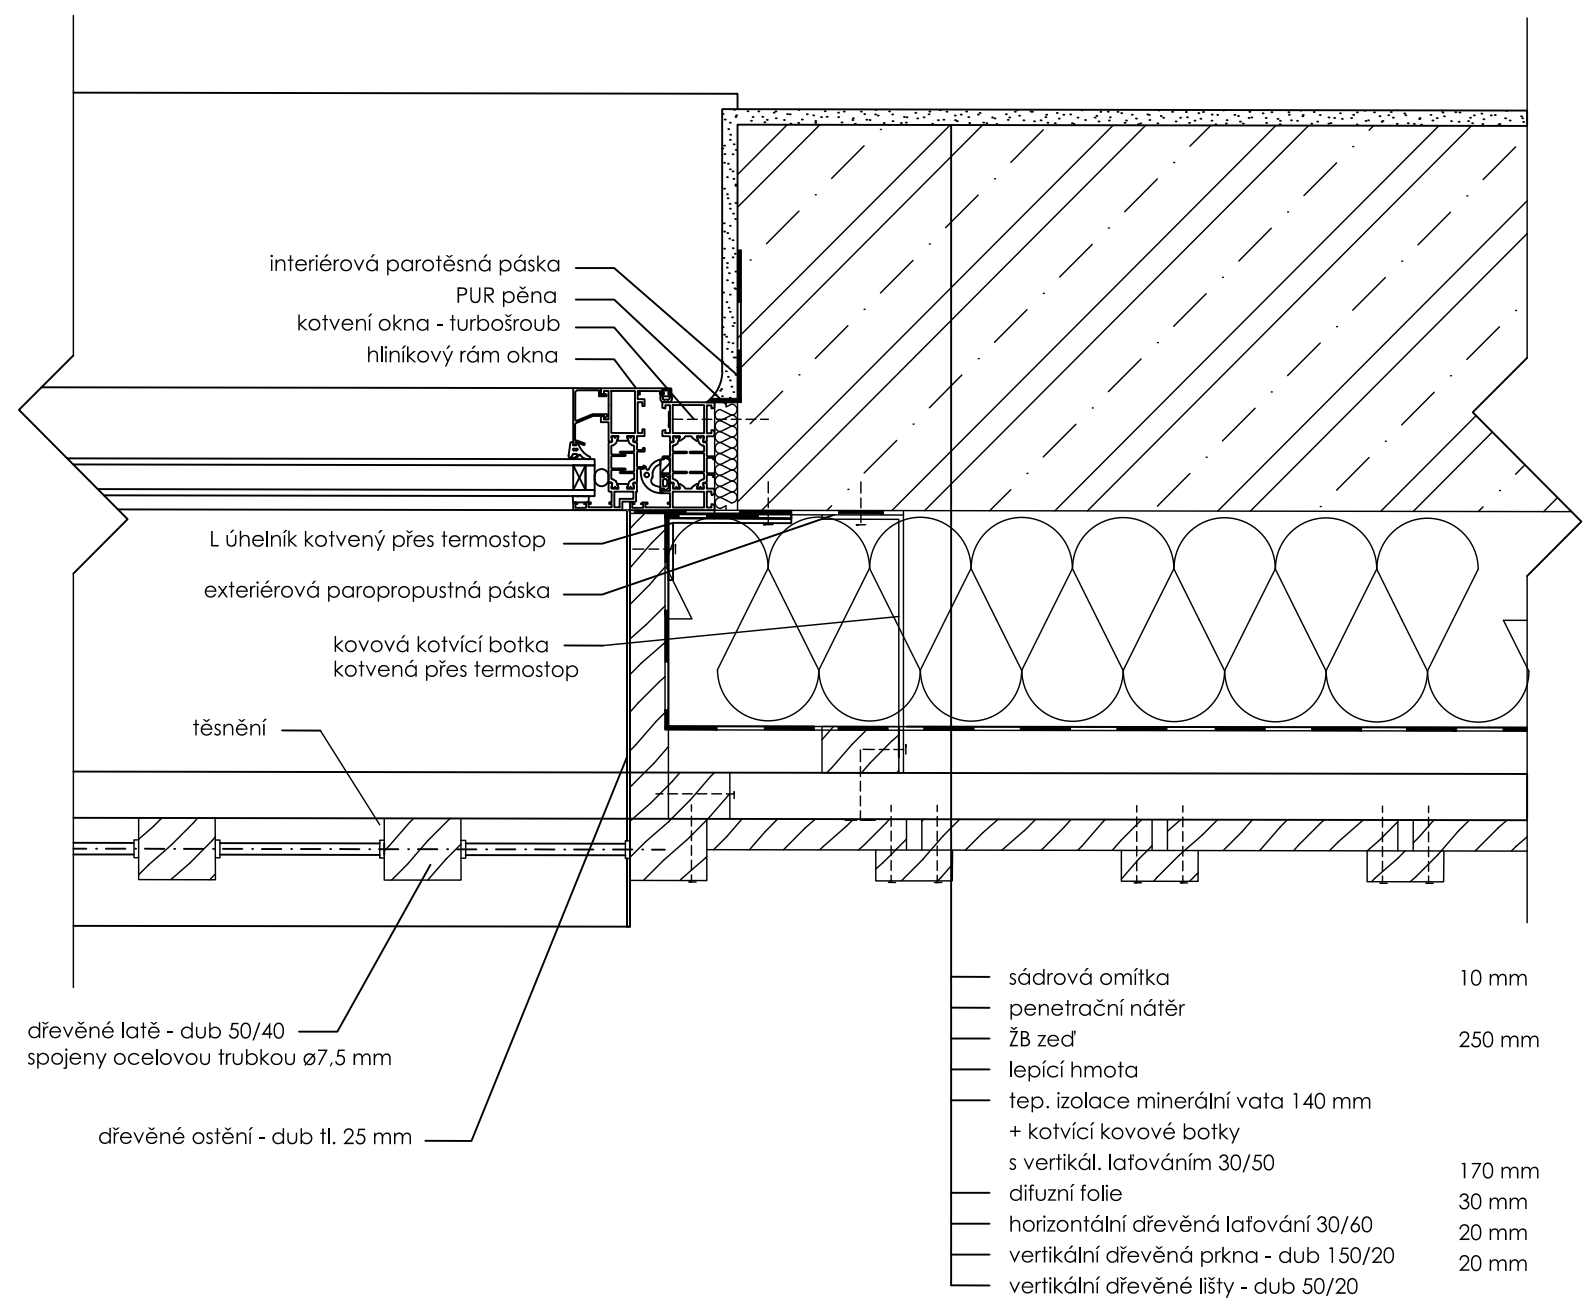 interiérová parotěsná páska
PUR pěna
kotvení okna - turbošroub
hliníkový rám okna
L úhelník kotvený přes termostop
exteriérová paropropustná páska
kovová kotvící botka
kotvená přes termostop
těsnění
dřevěné latě - dub 50/40
spojeny ocelovou trubkou ø7,5 mm
dřevěné ostění - dub tl. 25 mm
sádrová omítka 10 mm
penetrační nátěr
ŽB zeď 250 mm
lepící hmota
tep. izolace minerální vata 140 mm
+ kotvící kovové botky
s vertikál. laťováním 30/50 170 mm
difuzní folie 30 mm
horizontální dřevěná laťování 30/60 20 mm
vertikální dřevěná prkna - dub 150/20 20 mm
vertikální dřevěné lišty - dub 50/20